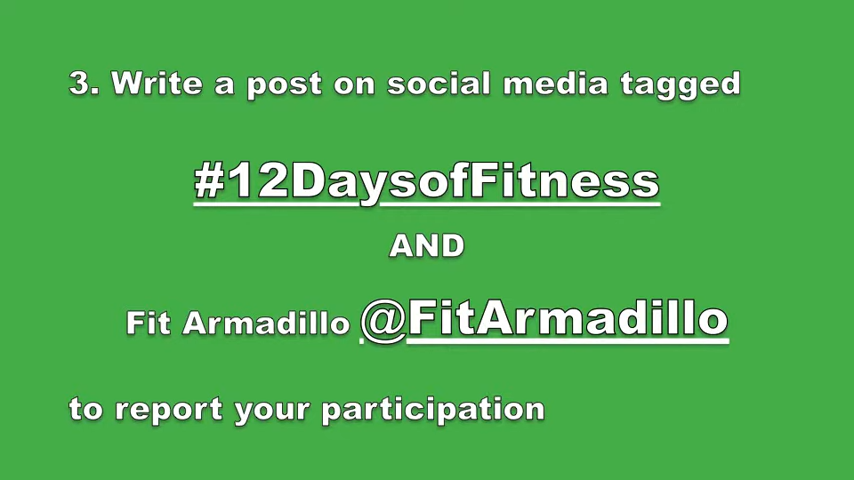 3. Write a post on social media tagged
#12DaysofFitness
AND
Fit Armadillo @FitArmadillo
to report your participation